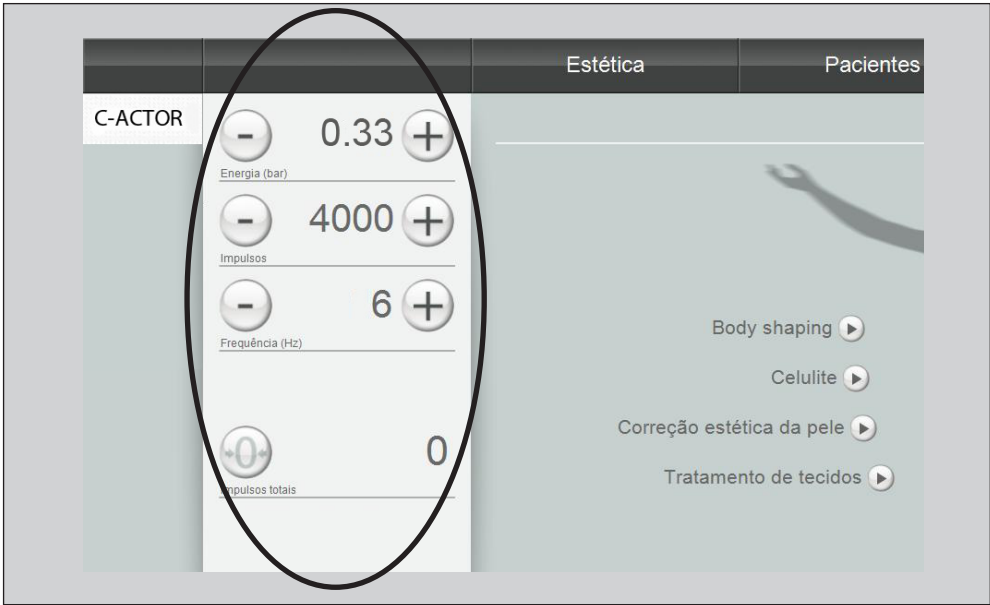 Estética
Pacientes
C-ACTOR
- 0.33 +
Energia (bar)
- 4000 +
Impulsos
- 6 +
Frequência (Hz)
0 0
Impulsos totais
Body shaping
Celulite
Correção estética da pele
Tratamento de tecidos